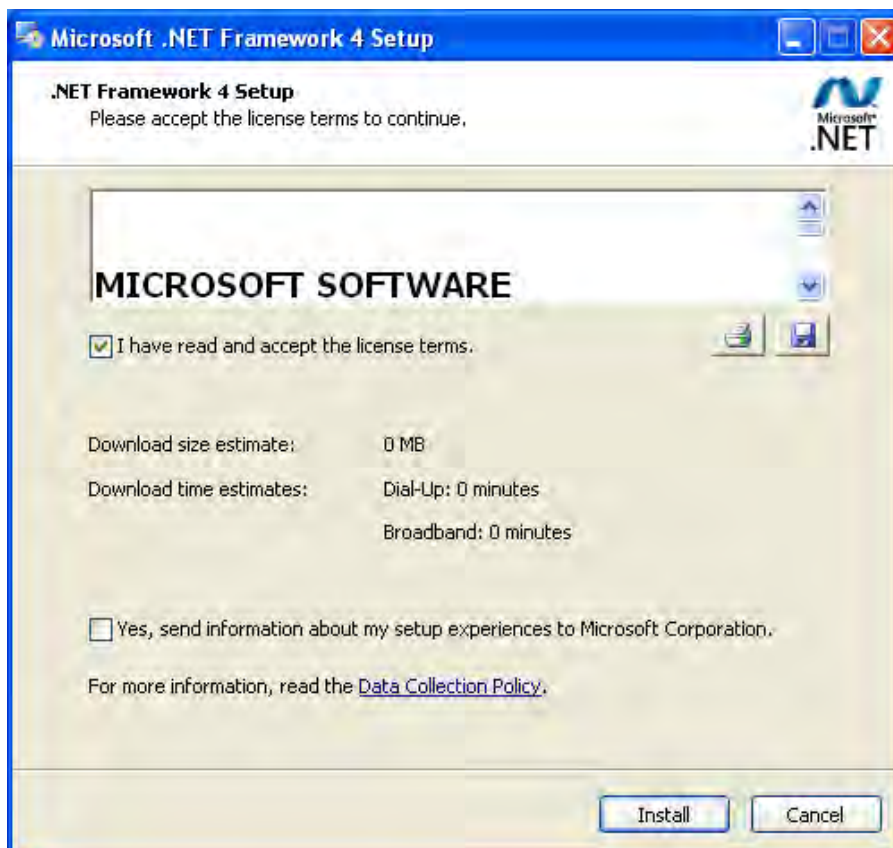 Microsoft .NET Framework 4 Setup
.NET Framework 4 Setup
Please accept the license terms to continue.
Microsoft®
.NET
MICROSOFT SOFTWARE
I have read and accept the license terms.
Download size estimate: 0 MB
Download time estimates: Dial-Up: 0 minutes
Broadband: 0 minutes
Yes, send information about my setup experiences to Microsoft Corporation.
For more information, read the Data Collection Policy.
Install Cancel